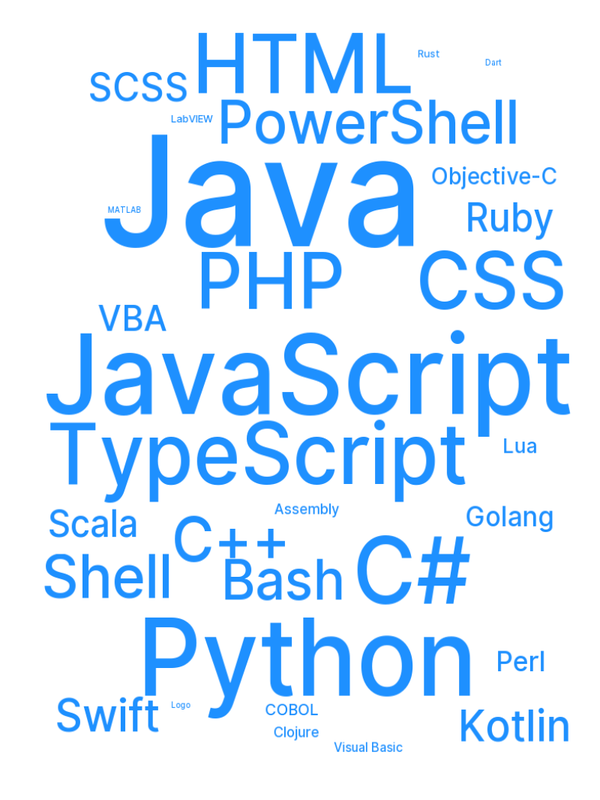 HTML
Rust
Dart
SCSS
LabVIEW
PowerShell
Java
Objective-C
MATLAB
Ruby
PHP
CSS
VBA
JavaScript
TypeScript
Lua
Assembly
Golang
Scala
C++
Shell
Bash
C#
Python
Perl
Swift
Logo
COBOL
Kotlin
Clojure
Visual Basic